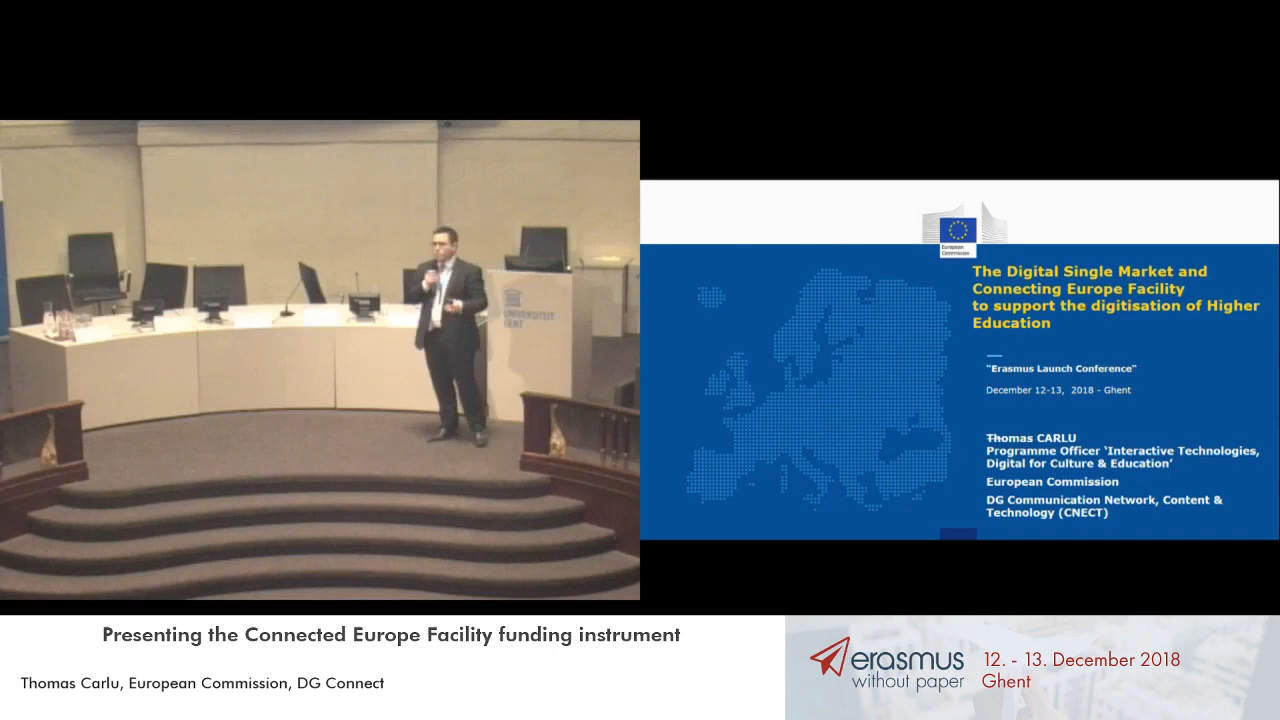 UNIVERSITEIT
GENT
European
Commission
The Digital Single Market and
Connecting Europe Facility
to support the digitisation of Higher
Education
"Erasmus Launch Conference"
December 12-13, 2018 - Ghent
Thomas CARLU
Programme Officer ‘Interactive Technologies,
Digital for Culture & Education’
European Commission
DG Communication Network, Content &
Technology (CNECT)
Presenting the Connected Europe Facility funding instrument
Thomas Carlu, European Commission, DG Connect
erasmus
without paper
12. - 13. December 2018
Ghent